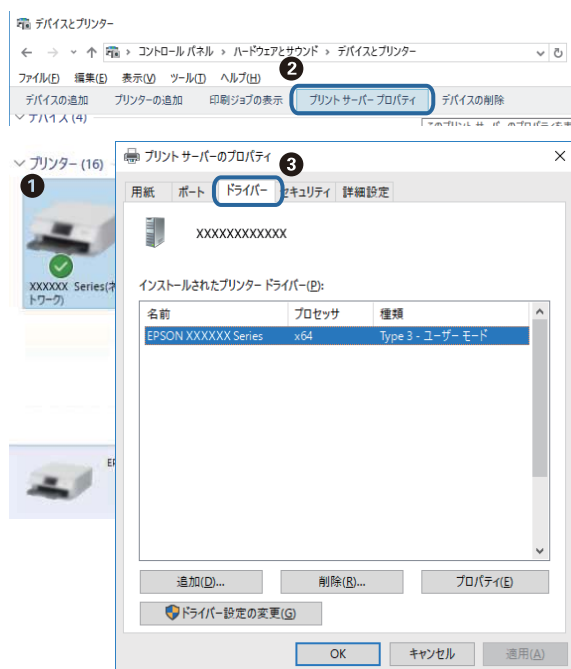 デバイスとプリンター
コントロール パネル › ハードウェアとサウンド › デバイスとプリンター
ファイル(F) 編集(E) 表示(V) ツール(T) ヘルプ(H)
2
デバイスの追加 プリンターの追加 印刷ジョブの表示 プリント サーバー プロパティ デバイスの削除
デバイス (4)
プリンター (16)
1
XXXXXX Series(ネ
トワーク)
プリント サーバーのプロパティ
3
用紙 ポート ドライバー セキュリティ 詳細設定
XXXXXXXXXXXX
インストールされたプリンター ドライバー(P):
名前 プロセッサ 種類
EPSON XXXXXX Series x64 Type 3 - ユーザー モード
追加(D)... 削除(R)... プロパティ(E)
ドライバー設定の変更(G)
OK キャンセル 適用(A)